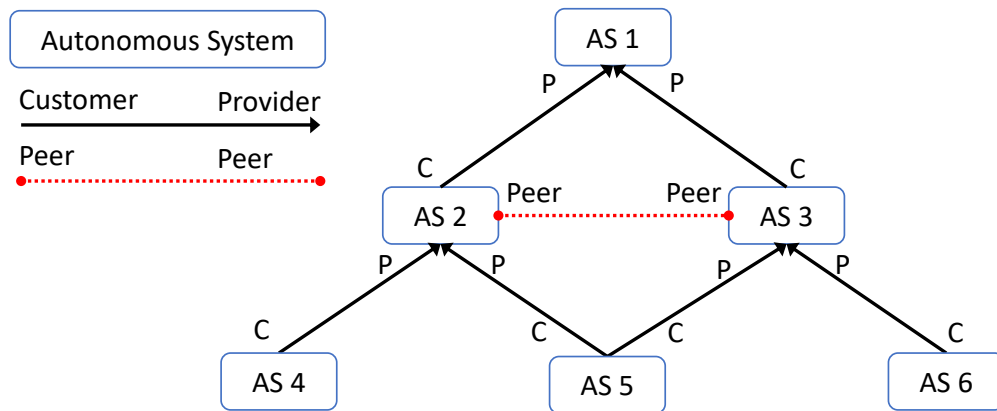 Autonomous System
Customer Provider
Peer Peer
AS 1
P P
C C
Peer Peer
AS 2 AS 3
P P P P
C C C C
AS 4 AS 5 AS 6